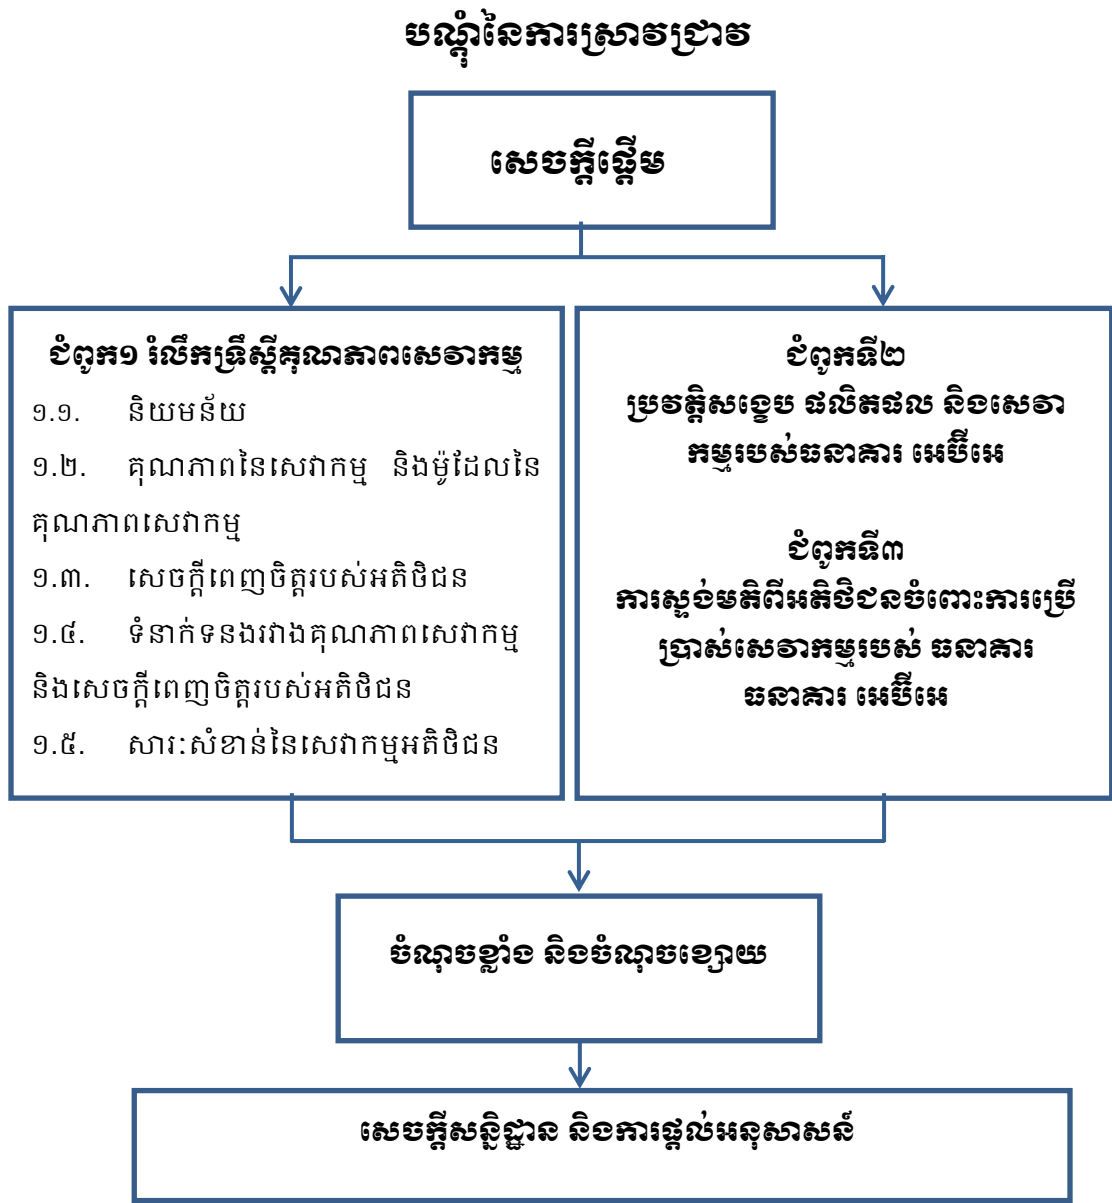 បណ្តុំនៃការស្រាវជ្រាវ
សេចក្តីផ្តើម
ជំពូក១ រំលឹកទ្រឹស្តីគុណភាពសេវាកម្ម
១.១. និយមន័យ
១.២. គុណភាពនៃសេវាកម្ម និងម៉ូដែលនៃ
គុណភាពសេវាកម្ម
១.៣. សេចក្តីពេញចិត្តរបស់អតិថិជន
១.៤. ទំនាក់ទនងរវាងគុណភាពសេវាកម្ម
និងសេចក្តីពេញចិត្តរបស់អតិថិជន
១.៥. សារៈសំខាន់នៃសេវាកម្មអតិថិជន
ជំពូកទី២
ប្រវត្តិសង្ខេប ផលិតផល និងសេវា
កម្មរបស់ធនាគារ អេប៊ីអេ
ជំពូកទី៣
ការស្ទង់មតិពីអតិថិជនចំពោះការប្រើ
ប្រាស់សេវាកម្មរបស់ ធនាគារ
ធនាគារ អេប៊ីអេ
ចំណុចខ្លាំង និងចំណុចខ្សោយ
សេចក្តីសន្និដ្ឋាន និងការផ្តល់អនុសាសន៍